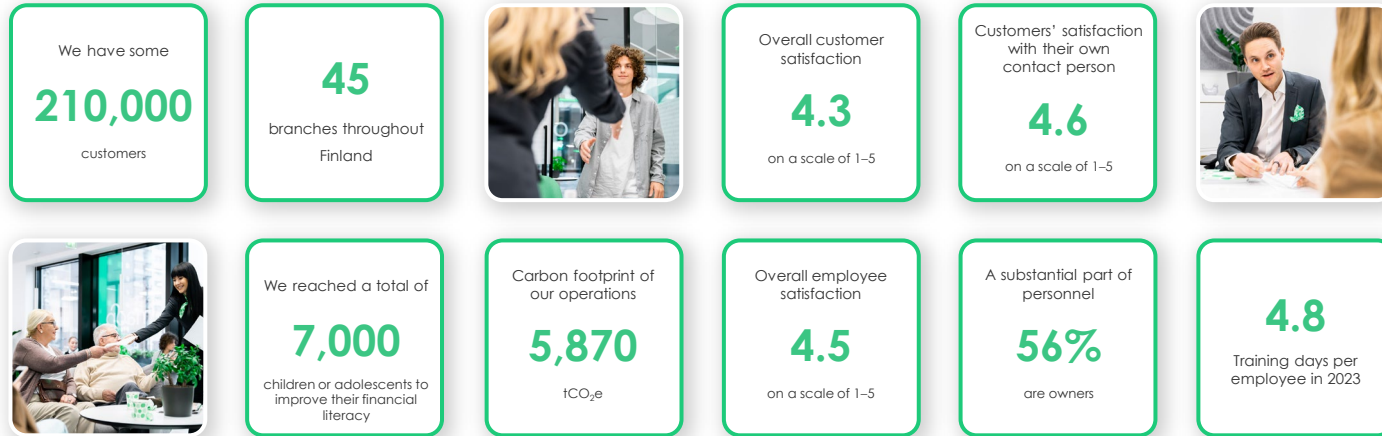 We have some
210,000
customers
45
branches throughout
Finland
Overall customer
satisfaction
4.3
on a scale of 1–5
Customers’ satisfaction
with their own
contact person
4.6
on a scale of 1–5
We reached a total of
7,000
children or adolescents to
improve their financial
literacy
Carbon footprint of
our operations
5,870
tCO₂e
Overall employee
satisfaction
4.5
on a scale of 1–5
A substantial part of
personnel
56%
are owners
4.8
Training days per
employee in 2023